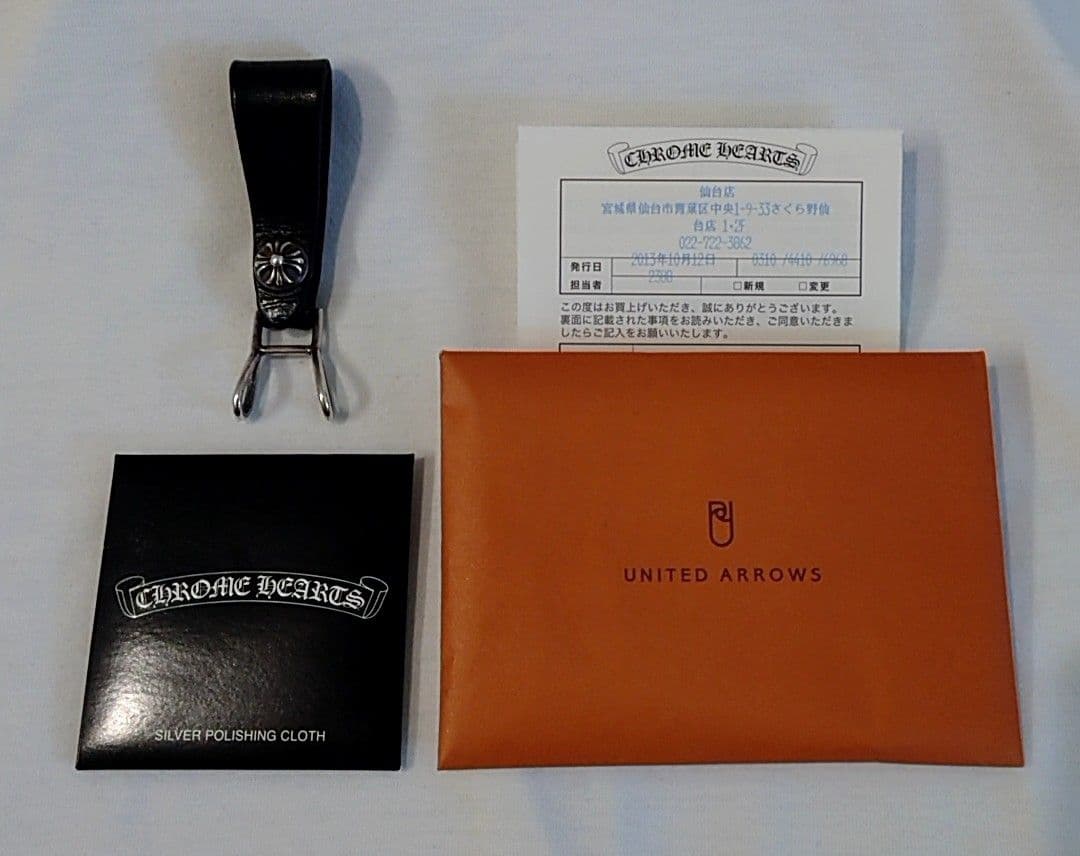 CHROME HEARTS
仙台店
宮城県仙台市青葉区中央1-9-33さくら野仙
台店 1・2F
022-722-3862
発行日 2013年10月12日 0310 /4410 /6968
担当者 2380 □新規 □変更
この度はお買上げいただき、誠にありがとうございます。
裏面に記載された事項をお読みいただき、ご同意いただきま
したらご記入をお願いいたします。
UNITED ARROWS
CHROME HEARTS
SILVER POLISHING CLOTH